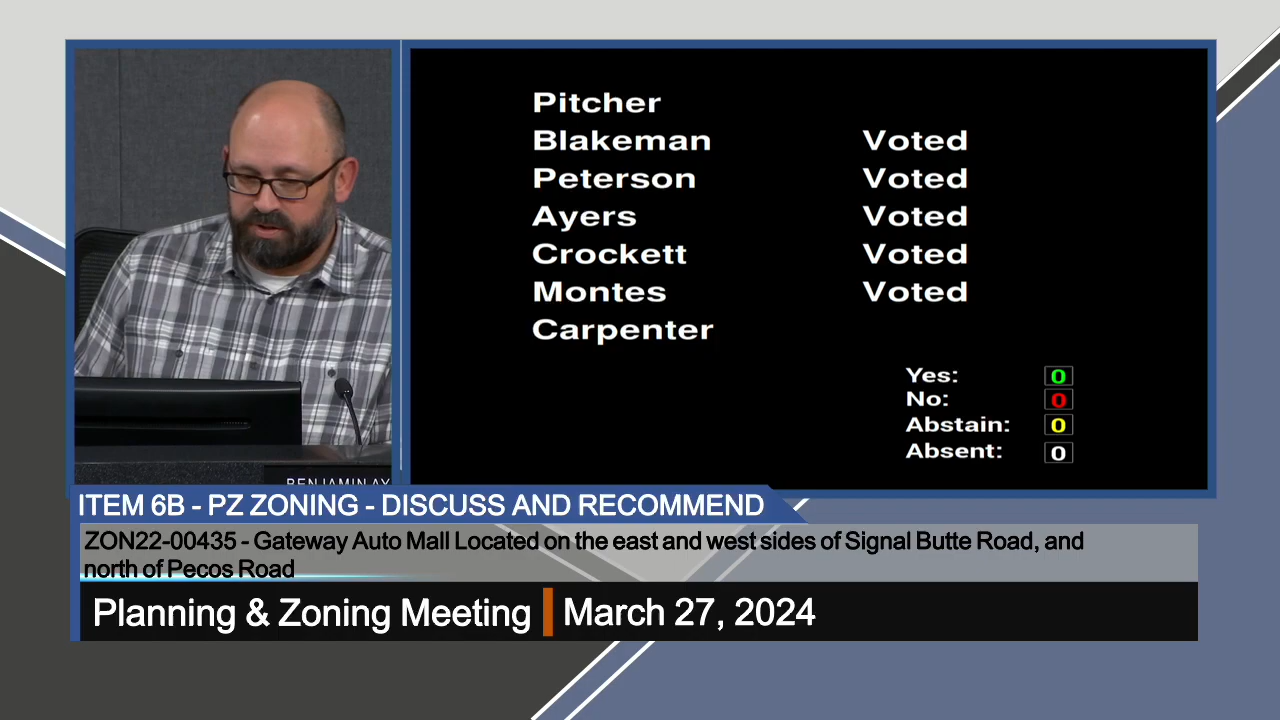 Pitcher
Blakeman Voted
Peterson Voted
Ayers Voted
Crockett Voted
Montes Voted
Carpenter
Yes: 0
No: 0
Abstain: 0
Absent: 0
BENJAMIN AY
ITEM 6B - PZ ZONING - DISCUSS AND RECOMMEND
ZON22-00435 - Gateway Auto Mall Located on the east and west sides of Signal Butte Road, and
north of Pecos Road
Planning & Zoning Meeting March 27, 2024